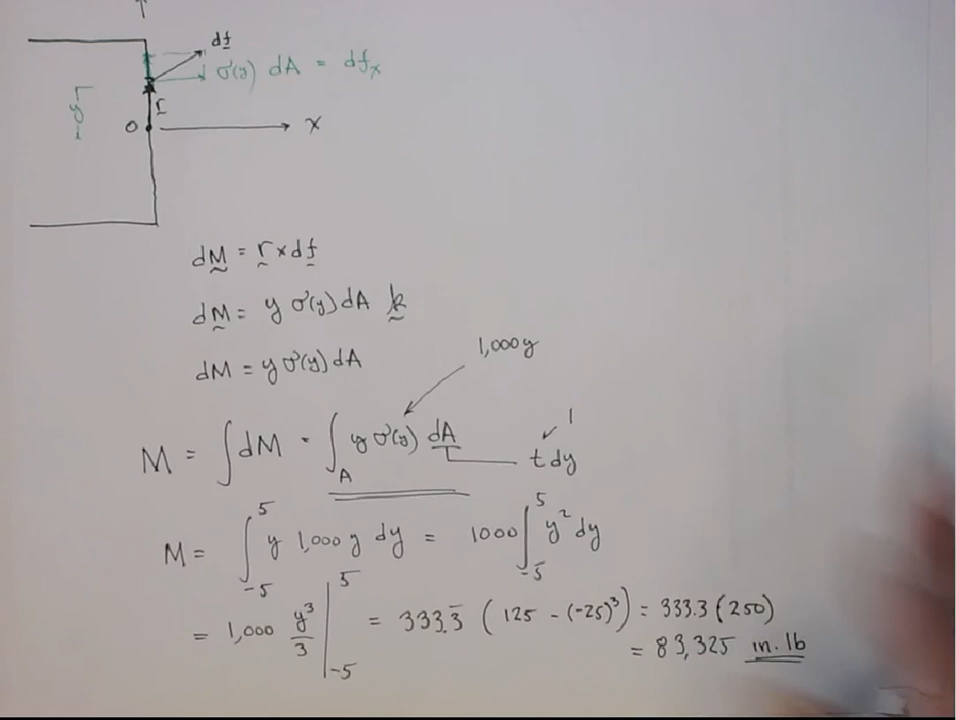 df
σ(y) dA = df_x
y
r
O x
dM = r × df
dM = y σ(y) dA k
dM = y σ(y) dA
1,000 y
M = ∫ dM = ∫_A y σ(y) dA
1
t dy
M = ∫_{-5}^{5} y 1,000 y dy = 1000 ∫_{-5}^{5} y² dy
= 1,000 y³/3 |_{-5}^{5} = 333.3̅ (125 - (-25)³) = 333.3 (250)
= 83,325 in. lb